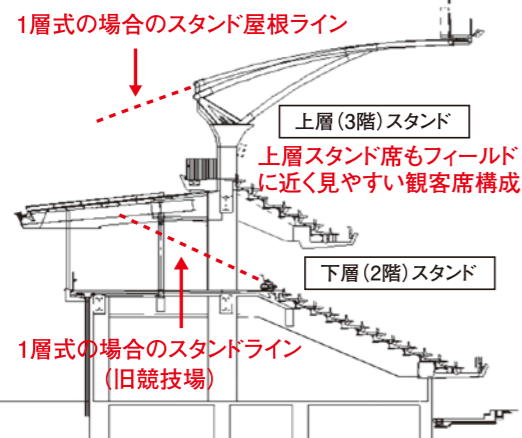 1層式の場合のスタンド屋根ライン
上層（3階）スタンド
上層スタンド席もフィールド
に近く見やすい観客席構成
下層（2階）スタンド
1層式の場合のスタンドライン
（旧競技場）